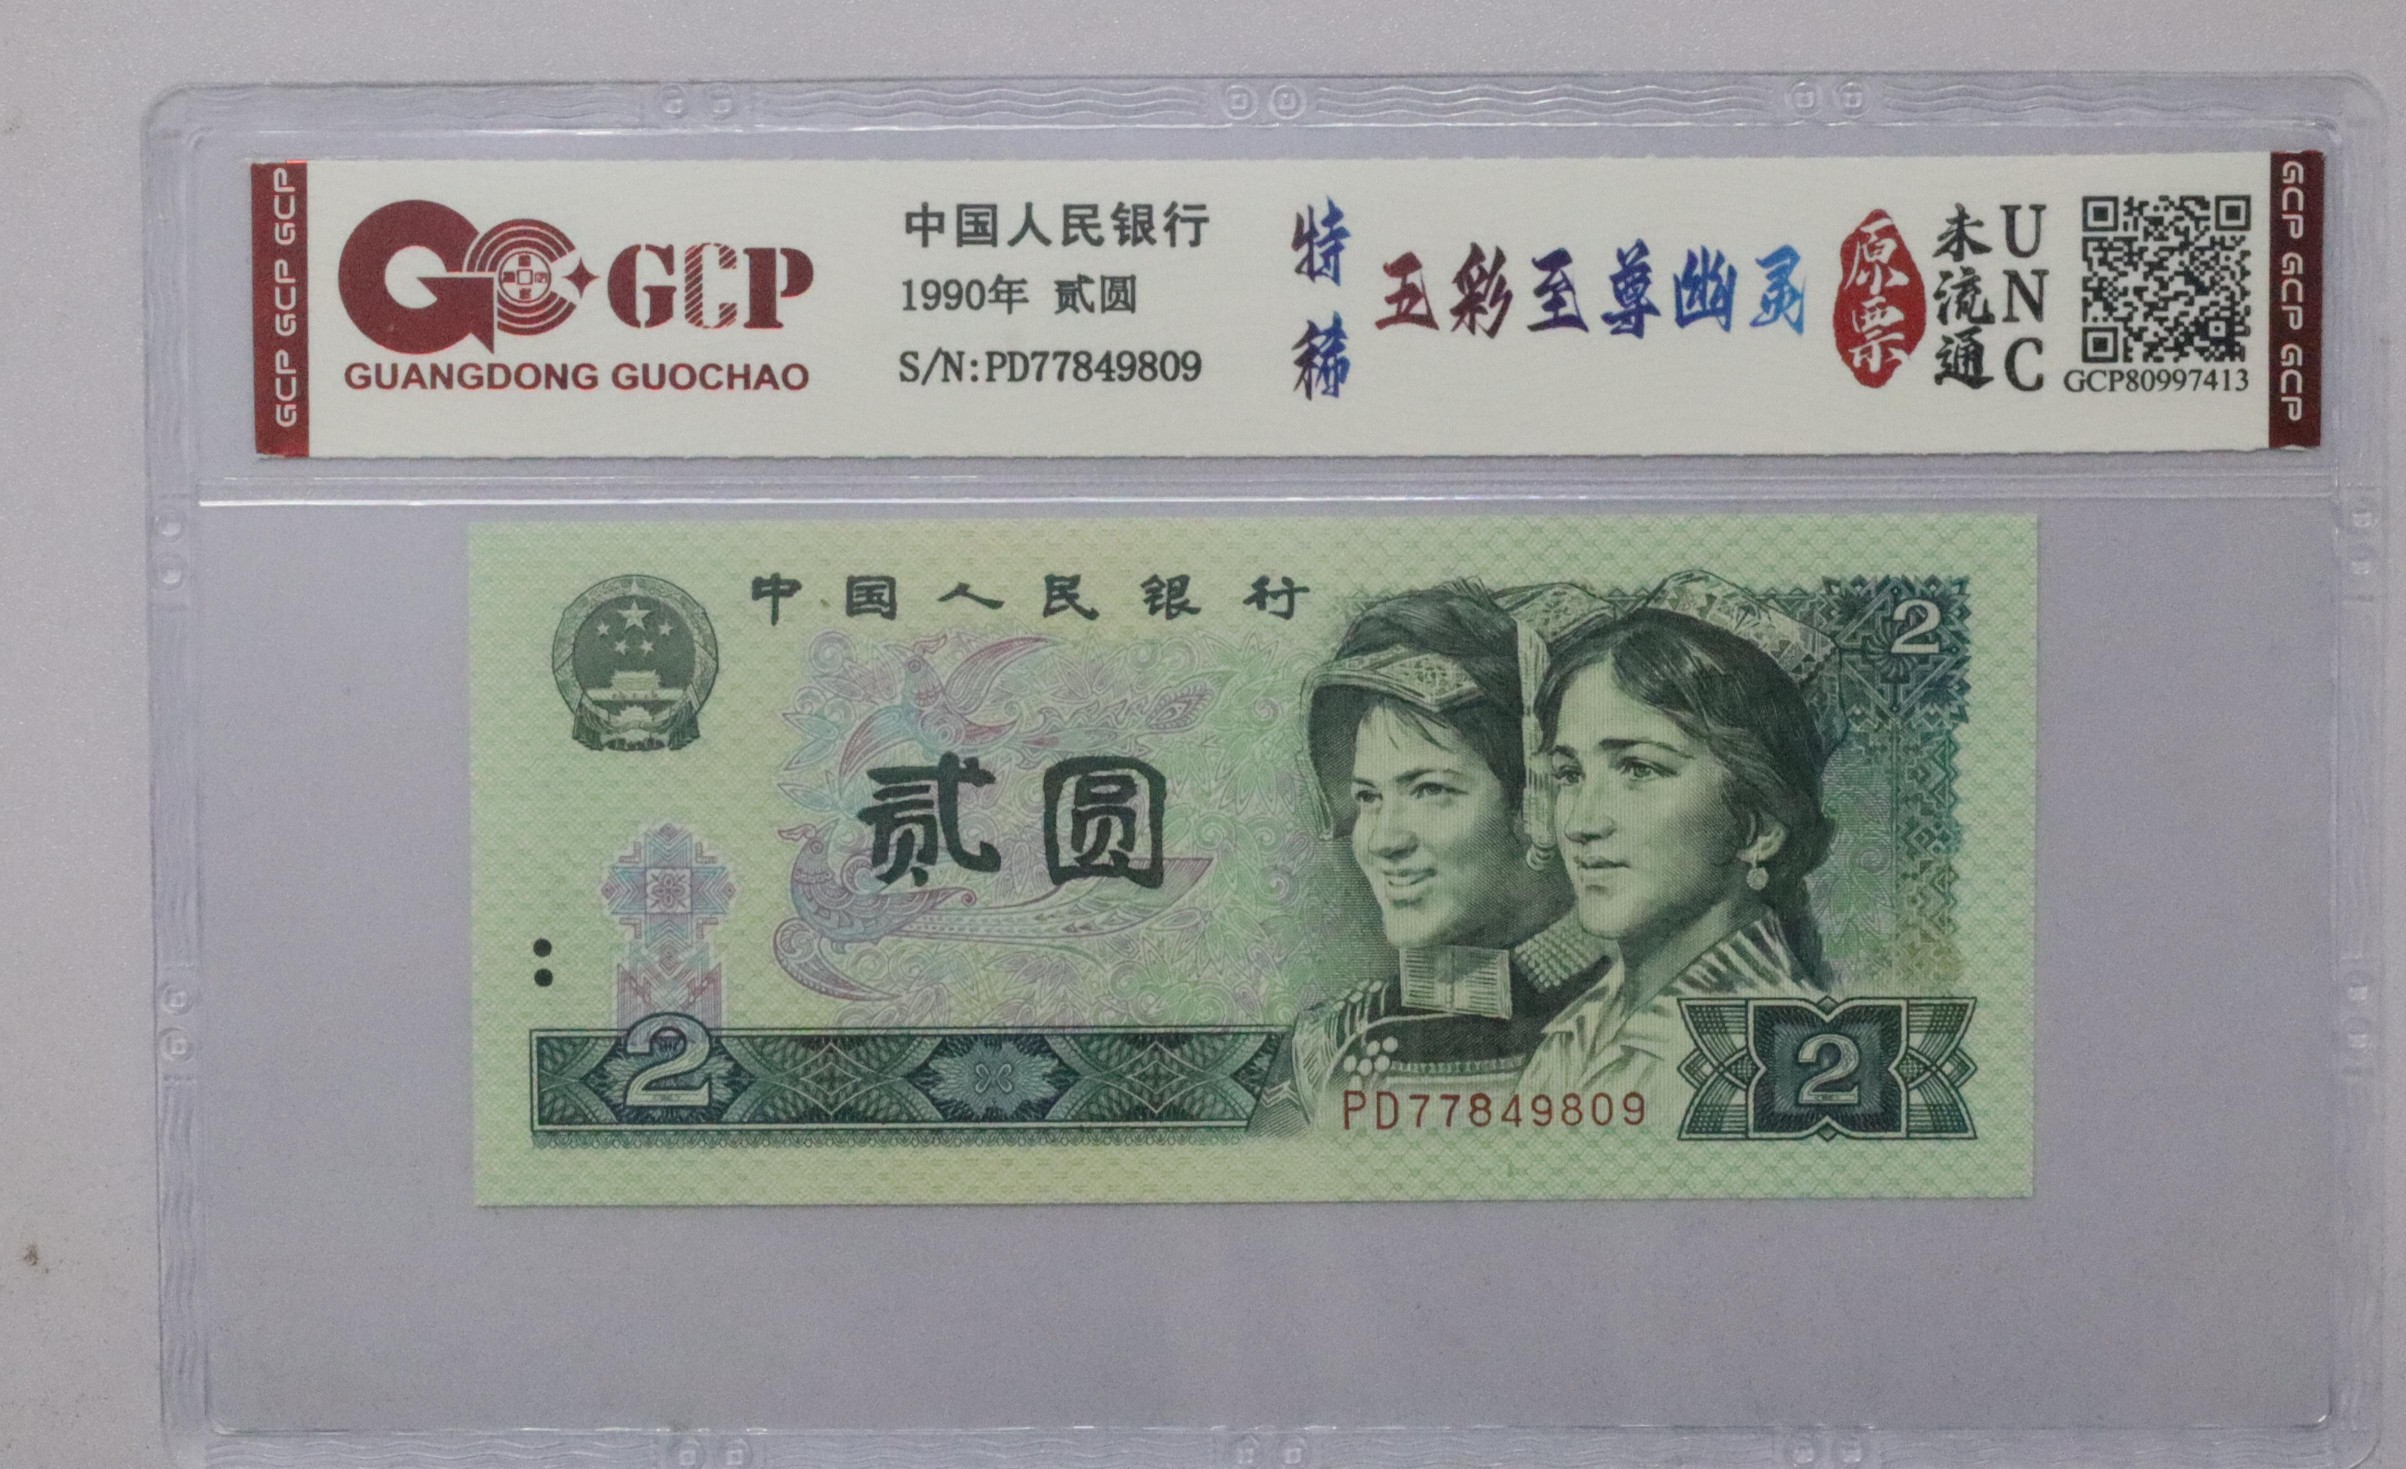 GCP GCP GCP
GCP
GUANGDONG GUOCHAO
中国人民银行
1990年 贰圆
S/N:PD77849809
特稀
五彩至尊幽灵
原票
未流通
UNC
GCP80997413
GCP GCP GCP
中国人民银行
2
贰圆
2
PD77849809
2